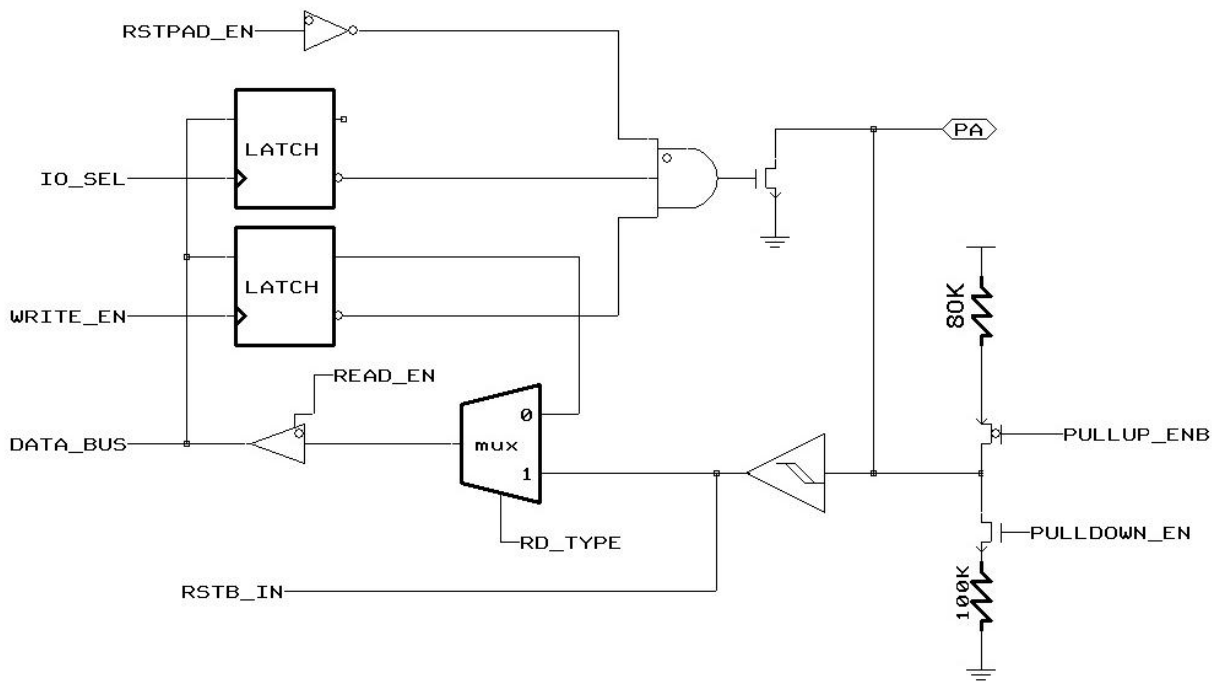 RSTPAD_EN
PA
LATCH
IO_SEL
LATCH
80K
WRITE_EN
READ_EN
0
DATA_BUS
mux
PULLUP_ENB
1
PULLDOWN_EN
RD_TYPE
RSTB_IN
100K